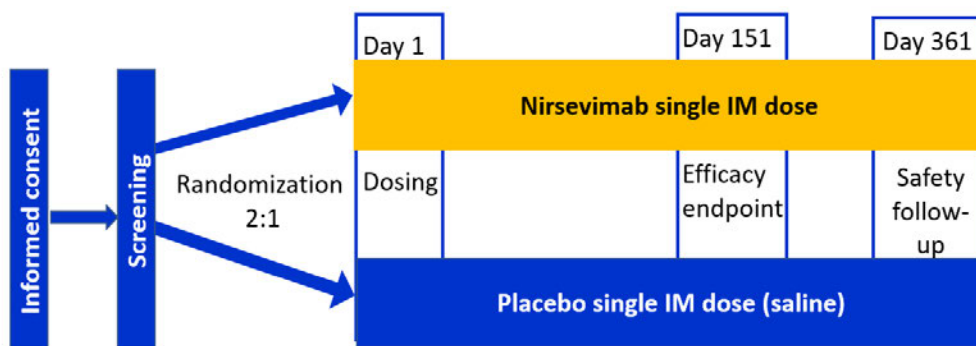 Informed consent
Screening
Randomization
2:1
Day 1
Day 151
Day 361
Nirsevimab single IM dose
Dosing
Efficacy
endpoint
Safety
follow-
up
Placebo single IM dose (saline)